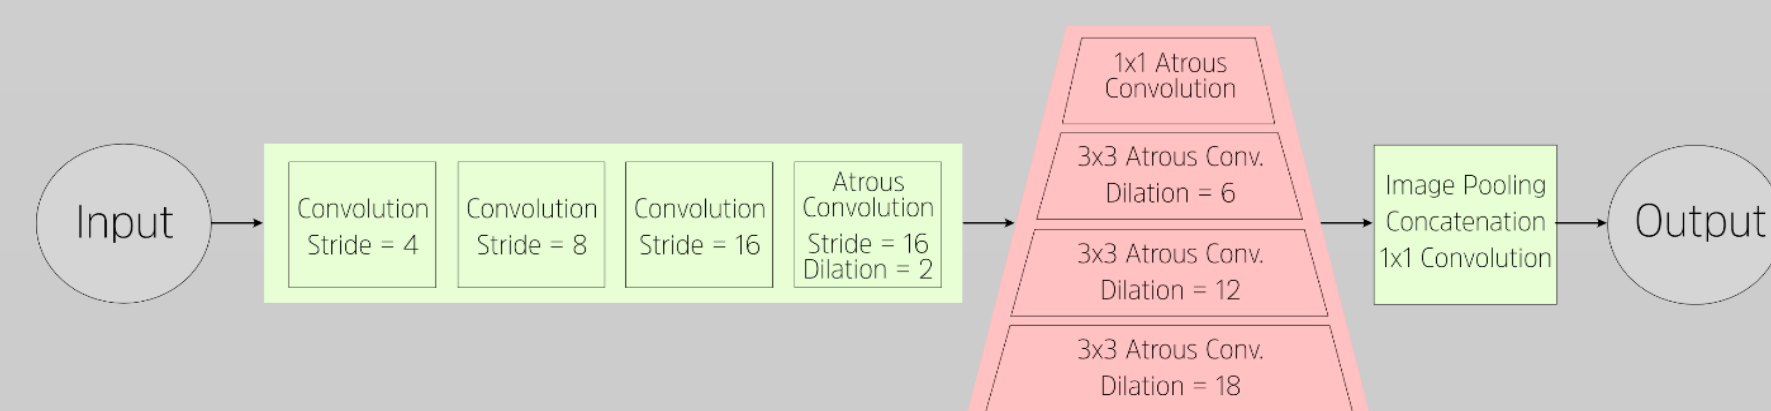 Input
Convolution
Stride = 4
Convolution
Stride = 8
Convolution
Stride = 16
Atrous
Convolution
Stride = 16
Dilation = 2
1x1 Atrous
Convolution
3x3 Atrous Conv.
Dilation = 6
3x3 Atrous Conv.
Dilation = 12
3x3 Atrous Conv.
Dilation = 18
Image Pooling
Concatenation
1x1 Convolution
Output